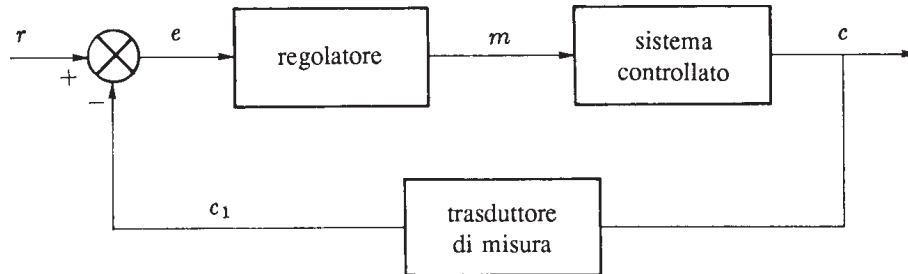 r
e
m
c
+
−
regolatore
sistema
controllato
c₁
trasduttore
di misura